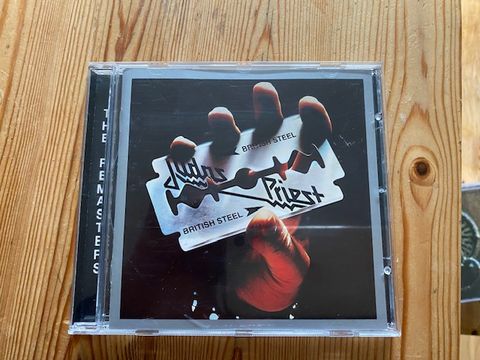 THE REMASTERS
BRITISH STEEL
Judas
Priest
BRITISH STEEL